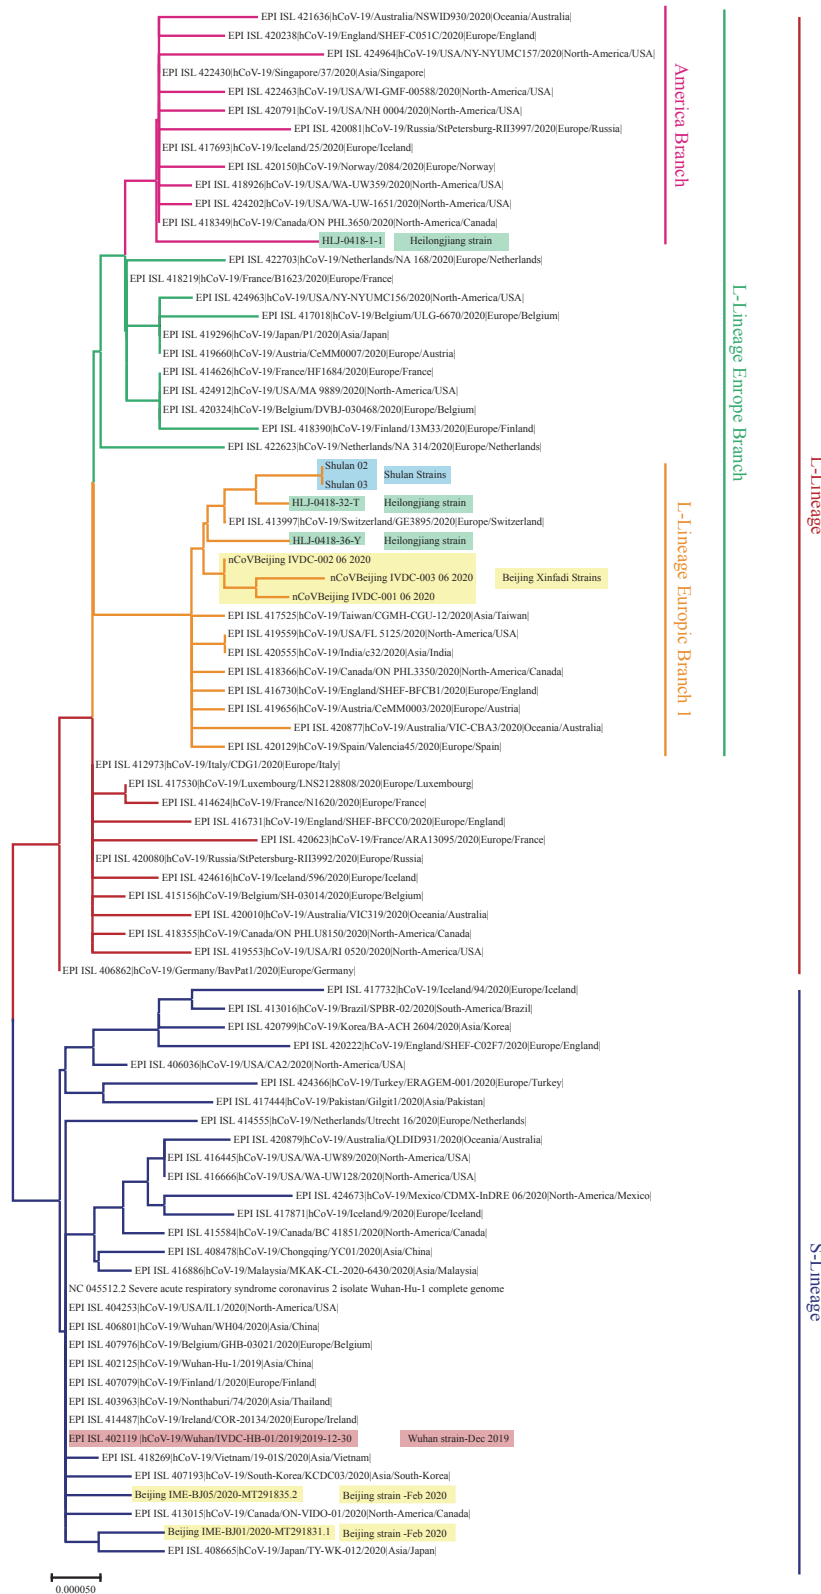 EPI ISL 421636|hCoV-19/Australia/NSWID930/2020|Oceania/Australia|
EPI ISL 420238|hCoV-19/England/SHEF-C051C/2020|Europe/England|
EPI ISL 424964|hCoV-19/USA/NY-NYUMC157/2020|North-America/USA|
EPI ISL 422430|hCoV-19/Singapore/37/2020|Asia/Singapore|
EPI ISL 422463|hCoV-19/USA/WI-GMF-00588/2020|North-America/USA|
EPI ISL 420791|hCoV-19/USA/NH 0004/2020|North-America/USA|
EPI ISL 420081|hCoV-19/Russia/StPetersburg-RII3997/2020|Europe/Russia|
EPI ISL 417693|hCoV-19/Iceland/25/2020|Europe/Iceland|
EPI ISL 420150|hCoV-19/Norway/2084/2020|Europe/Norway|
EPI ISL 418926|hCoV-19/USA/WA-UW359/2020|North-America/USA|
EPI ISL 424202|hCoV-19/USA/WA-UW-1651/2020|North-America/USA|
EPI ISL 418349|hCoV-19/Canada/ON PHL3650/2020|North-America/Canada|
HLJ-0418-1-1 Heilongjiang strain
America Branch
EPI ISL 422703|hCoV-19/Netherlands/NA 168/2020|Europe/Netherlands|
EPI ISL 418219|hCoV-19/France/B1623/2020|Europe/France|
EPI ISL 424963|hCoV-19/USA/NY-NYUMC156/2020|North-America/USA|
EPI ISL 417018|hCoV-19/Belgium/ULG-6670/2020|Europe/Belgium|
EPI ISL 419296|hCoV-19/Japan/P1/2020|Asia/Japan|
EPI ISL 419660|hCoV-19/Austria/CeMM0007/2020|Europe/Austria|
EPI ISL 414626|hCoV-19/France/HF1684/2020|Europe/France|
EPI ISL 424912|hCoV-19/USA/MA 9889/2020|North-America/USA|
EPI ISL 420324|hCoV-19/Belgium/DVBJ-030468/2020|Europe/Belgium|
EPI ISL 418390|hCoV-19/Finland/13M33/2020|Europe/Finland|
EPI ISL 422623|hCoV-19/Netherlands/NA 314/2020|Europe/Netherlands|
L-Lineage Enrope Branch
Shulan 02
Shulan Strains
Shulan 03
HLJ-0418-32-T Heilongjiang strain
EPI ISL 413997|hCoV-19/Switzerland/GE3895/2020|Europe/Switzerland|
HLJ-0418-36-Y Heilongjiang strain
nCoVBeijing IVDC-002 06 2020
nCoVBeijing IVDC-003 06 2020 Beijing Xinfadi Strains
nCoVBeijing IVDC-001 06 2020
EPI ISL 417525|hCoV-19/Taiwan/CGMH-CGU-12/2020|Asia/Taiwan|
EPI ISL 419559|hCoV-19/USA/FL 5125/2020|North-America/USA|
EPI ISL 420555|hCoV-19/India/c32/2020|Asia/India|
EPI ISL 418366|hCoV-19/Canada/ON PHL3350/2020|North-America/Canada|
EPI ISL 416730|hCoV-19/England/SHEF-BFCB1/2020|Europe/England|
EPI ISL 419656|hCoV-19/Austria/CeMM0003/2020|Europe/Austria|
EPI ISL 420877|hCoV-19/Australia/VIC-CBA3/2020|Oceania/Australia|
EPI ISL 420129|hCoV-19/Spain/Valencia45/2020|Europe/Spain|
L-Lineage Europic Branch 1
EPI ISL 412973|hCoV-19/Italy/CDG1/2020|Europe/Italy|
EPI ISL 417530|hCoV-19/Luxembourg/LNS2128808/2020|Europe/Luxembourg|
EPI ISL 414624|hCoV-19/France/N1620/2020|Europe/France|
EPI ISL 416731|hCoV-19/England/SHEF-BFCC0/2020|Europe/England|
EPI ISL 420623|hCoV-19/France/ARA13095/2020|Europe/France|
EPI ISL 420080|hCoV-19/Russia/StPetersburg-RII3992/2020|Europe/Russia|
EPI ISL 424616|hCoV-19/Iceland/596/2020|Europe/Iceland|
EPI ISL 415156|hCoV-19/Belgium/SH-03014/2020|Europe/Belgium|
EPI ISL 420010|hCoV-19/Australia/VIC319/2020|Oceania/Australia|
EPI ISL 418355|hCoV-19/Canada/ON PHLU8150/2020|North-America/Canada|
EPI ISL 419553|hCoV-19/USA/RI 0520/2020|North-America/USA|
EPI ISL 406862|hCoV-19/Germany/BavPat1/2020|Europe/Germany|
L-Lineage
EPI ISL 417732|hCoV-19/Iceland/94/2020|Europe/Iceland|
EPI ISL 413016|hCoV-19/Brazil/SPBR-02/2020|South-America/Brazil|
EPI ISL 420799|hCoV-19/Korea/BA-ACH 2604/2020|Asia/Korea|
EPI ISL 420222|hCoV-19/England/SHEF-C02F7/2020|Europe/England|
EPI ISL 406036|hCoV-19/USA/CA2/2020|North-America/USA|
EPI ISL 424366|hCoV-19/Turkey/ERAGEM-001/2020|Europe/Turkey|
EPI ISL 417444|hCoV-19/Pakistan/Gilgit1/2020|Asia/Pakistan|
EPI ISL 414555|hCoV-19/Netherlands/Utrecht 16/2020|Europe/Netherlands|
EPI ISL 420879|hCoV-19/Australia/QLDID931/2020|Oceania/Australia|
EPI ISL 416445|hCoV-19/USA/WA-UW89/2020|North-America/USA|
EPI ISL 416666|hCoV-19/USA/WA-UW128/2020|North-America/USA|
EPI ISL 424673|hCoV-19/Mexico/CDMX-InDRE 06/2020|North-America/Mexico|
EPI ISL 417871|hCoV-19/Iceland/9/2020|Europe/Iceland|
EPI ISL 415584|hCoV-19/Canada/BC 41851/2020|North-America/Canada|
EPI ISL 408478|hCoV-19/Chongqing/YC01/2020|Asia/China|
EPI ISL 416886|hCoV-19/Malaysia/MKAK-CL-2020-6430/2020|Asia/Malaysia|
NC 045512.2 Severe acute respiratory syndrome coronavirus 2 isolate Wuhan-Hu-1 complete genome
EPI ISL 404253|hCoV-19/USA/IL1/2020|North-America/USA|
EPI ISL 406801|hCoV-19/Wuhan/WH04/2020|Asia/China|
EPI ISL 407976|hCoV-19/Belgium/GHB-03021/2020|Europe/Belgium|
EPI ISL 402125|hCoV-19/Wuhan-Hu-1/2019|Asia/China|
EPI ISL 407079|hCoV-19/Finland/1/2020|Europe/Finland|
EPI ISL 403963|hCoV-19/Nonthaburi/74/2020|Asia/Thailand|
EPI ISL 414487|hCoV-19/Ireland/COR-20134/2020|Europe/Ireland|
EPI ISL 402119 |hCoV-19/Wuhan/IVDC-HB-01/2019|2019-12-30 Wuhan strain-Dec 2019
EPI ISL 418269|hCoV-19/Vietnam/19-01S/2020|Asia/Vietnam|
EPI ISL 407193|hCoV-19/South-Korea/KCDC03/2020|Asia/South-Korea|
Beijing IME-BJ05/2020-MT291835.2 Beijing strain -Feb 2020
EPI ISL 413015|hCoV-19/Canada/ON-VIDO-01/2020|North-America/Canada|
Beijing IME-BJ01/2020-MT291831.1 Beijing strain -Feb 2020
EPI ISL 408665|hCoV-19/Japan/TY-WK-012/2020|Asia/Japan|
S-Lineage
0.000050